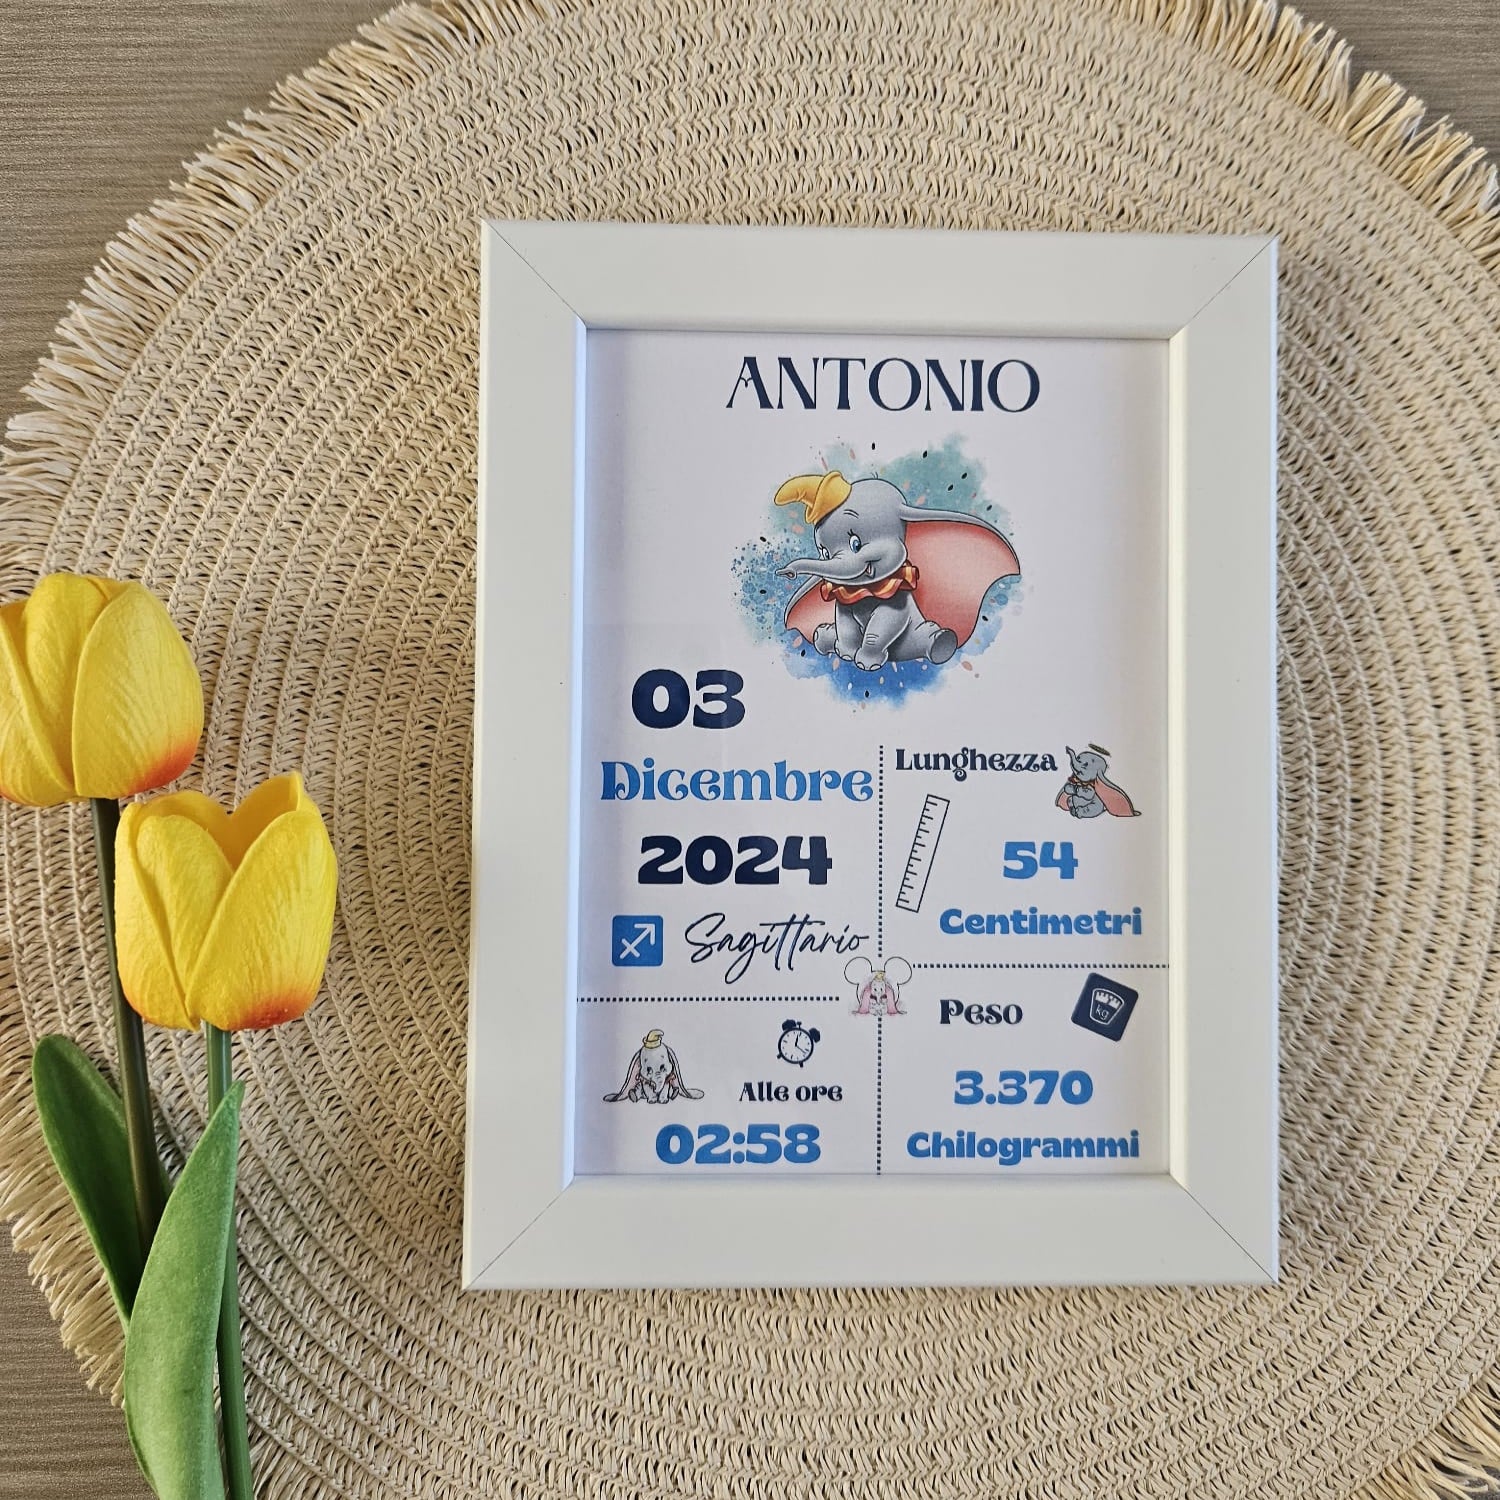 ANTONIO
03
Dicembre
2024
Sagittario
Lunghezza
54
Centimetri
Alle ore
02:58
Peso
kg
3.370
Chilogrammi